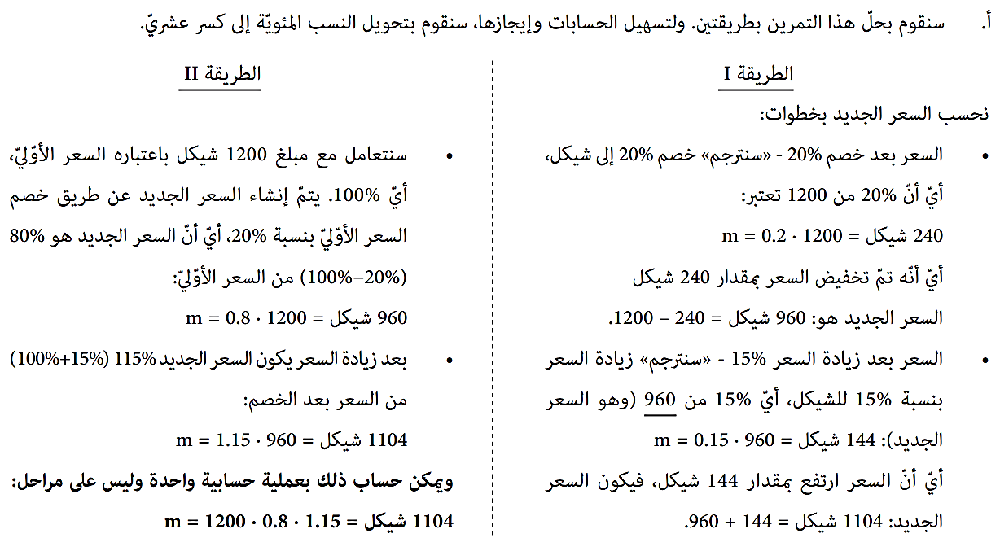 أ. سنقوم بحلّ هذا التمرين بطريقتين. ولتسهيل الحسابات وإيجازها، سنقوم بتحويل النسب المئويّة إلى كسر عشريّ.
الطريقة I
نحسب السعر الجديد بخطوات:
• السعر بعد خصم 20% - «سنترجم» خصم 20% إلى شيكل،
أيّ أنّ 20% من 1200 تعتبر:
m = 0.2 · 1200 = 240 شيكل
أيّ أنّه تمّ تخفيض السعر بمقدار 240 شيكل
السعر الجديد هو: 960 شيكل = 240 – 1200.
• السعر بعد زيادة السعر 15% - «سنترجم» زيادة السعر
بنسبة 15% للشيكل، أيّ 15% من 960 (وهو السعر
الجديد): 144 شيكل = m = 0.15 · 960
أيّ أنّ السعر ارتفع بمقدار 144 شيكل، فيكون السعر
الجديد: 1104 شيكل = 144 + 960.
الطريقة II
• سنتعامل مع مبلغ 1200 شيكل باعتباره السعر الأوّليّ،
أيّ 100%. يتمّ إنشاء السعر الجديد عن طريق خصم
السعر الأوّليّ بنسبة 20%، أيّ أنّ السعر الجديد هو 80%
(100%–20%) من السعر الأوّليّ:
m = 0.8 · 1200 = 960 شيكل
• بعد زيادة السعر يكون السعر الجديد 115% (100%+15%)
من السعر بعد الخصم:
m = 1.15 · 960 = 1104 شيكل
ويمكن حساب ذلك بعملية حسابية واحدة وليس على مراحل:
m = 1200 · 0.8 · 1.15 = 1104 شيكل